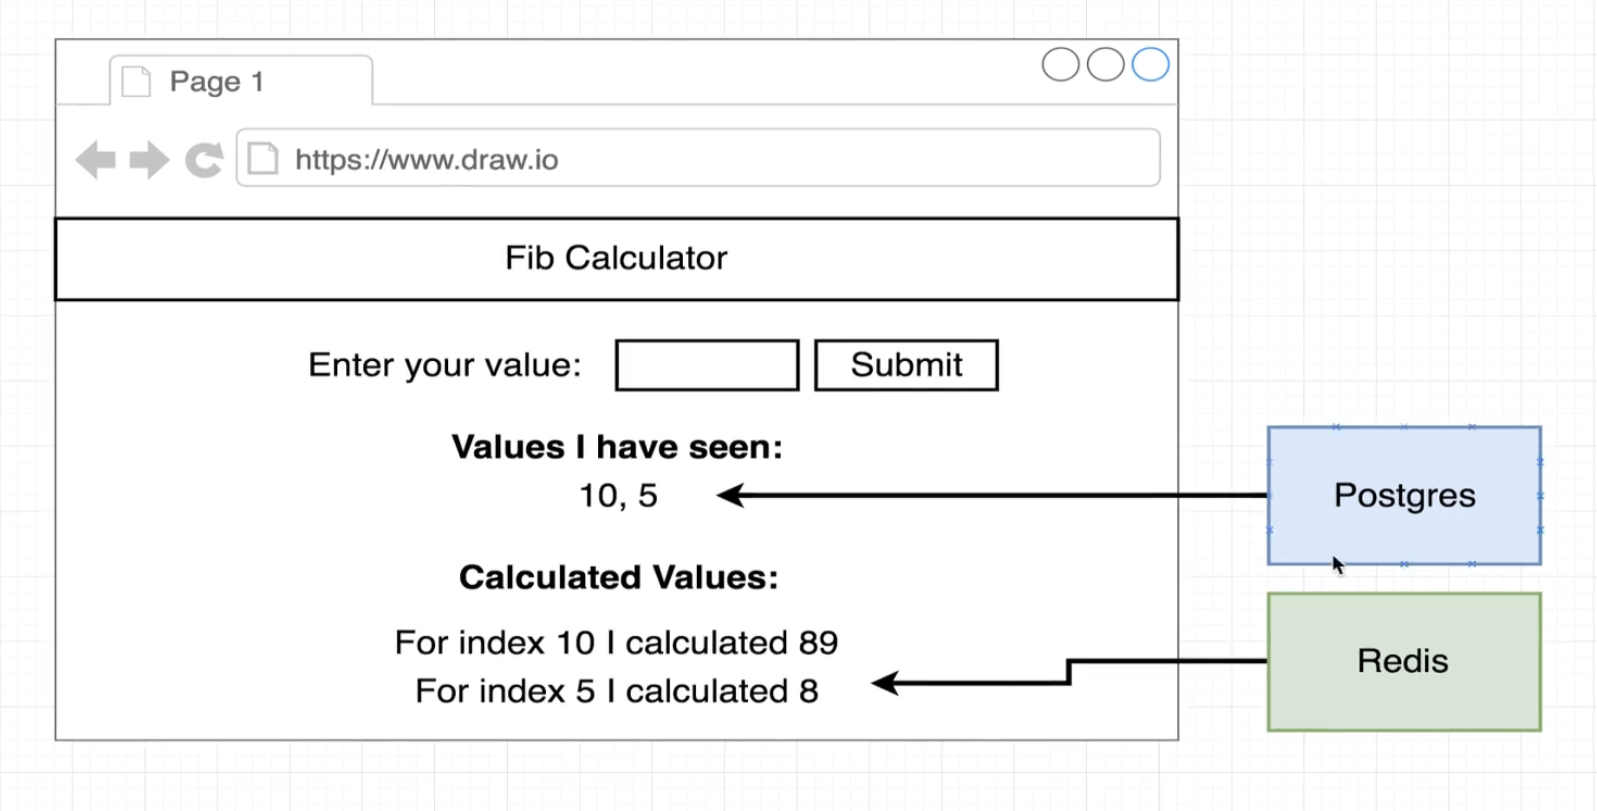 Page 1
https://www.draw.io
Fib Calculator
Enter your value: Submit
Values I have seen:
10, 5
Postgres
Calculated Values:
For index 10 I calculated 89
For index 5 I calculated 8
Redis